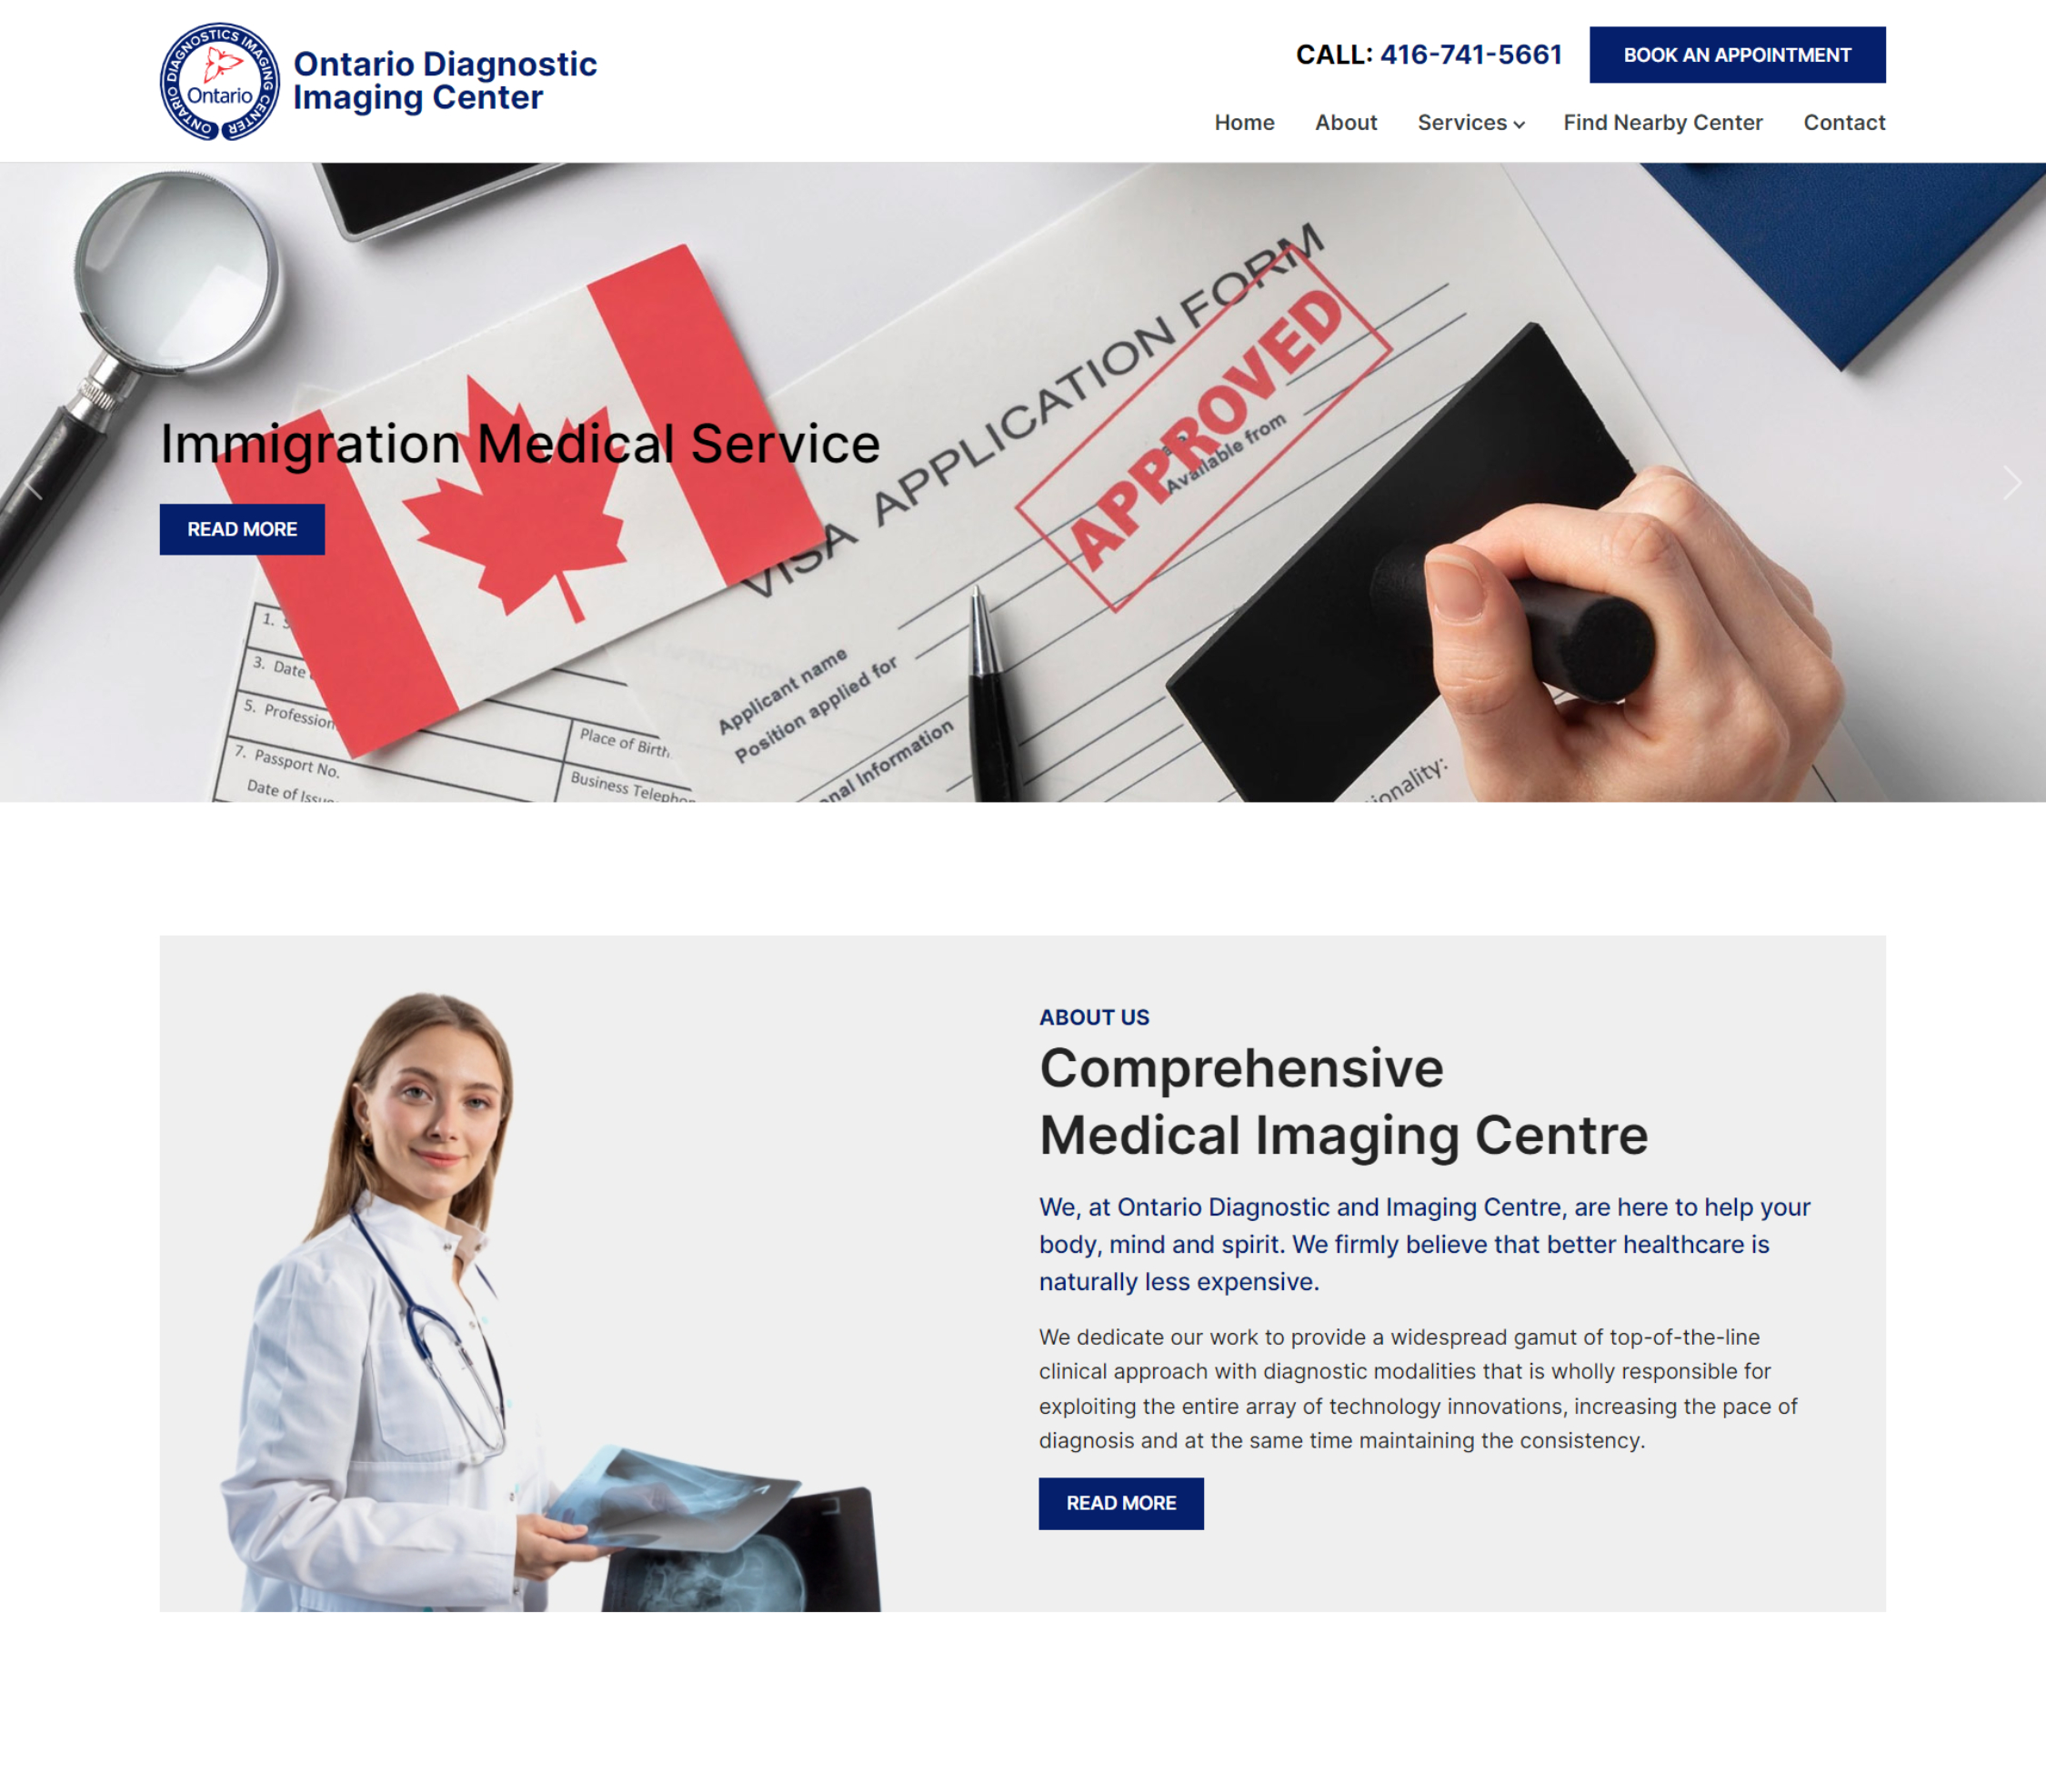 ONTARIO DIAGNOSTICS IMAGING CENTER
Ontario
Ontario Diagnostic
Imaging Center
CALL: 416-741-5661
BOOK AN APPOINTMENT
Home
About
Services
Find Nearby Center
Contact
VISA APPLICATION FORM
APPROVED
Available from
Immigration Medical Service
READ MORE
1.
3. Date
5. Profession
7. Passport No.
Date of
Place of Birth
Business
Applicant name
Position applied for
Information
ABOUT US
Comprehensive
Medical Imaging Centre
We, at Ontario Diagnostic and Imaging Centre, are here to help your
body, mind and spirit. We firmly believe that better healthcare is
naturally less expensive.
We dedicate our work to provide a widespread gamut of top-of-the-line
clinical approach with diagnostic modalities that is wholly responsible for
exploiting the entire array of technology innovations, increasing the pace of
diagnosis and at the same time maintaining the consistency.
READ MORE